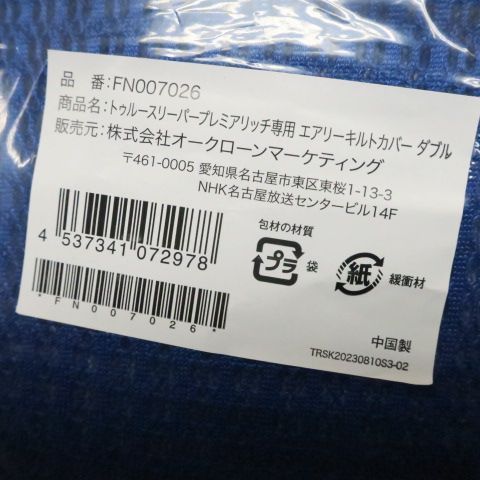 品 番:FN007026
商品名:トゥルースリーパープレミアリッチ専用 エアリーキルトカバー ダブル
販売元:株式会社オークローンマーケティング
〒461-0005 愛知県名古屋市東区東桜1-13-3
NHK名古屋放送センタービル14F
4 537341 072978
*FN007026*
包材の材質
プラ 袋
紙 緩衝材
中国製
TRSK20230810S3-02